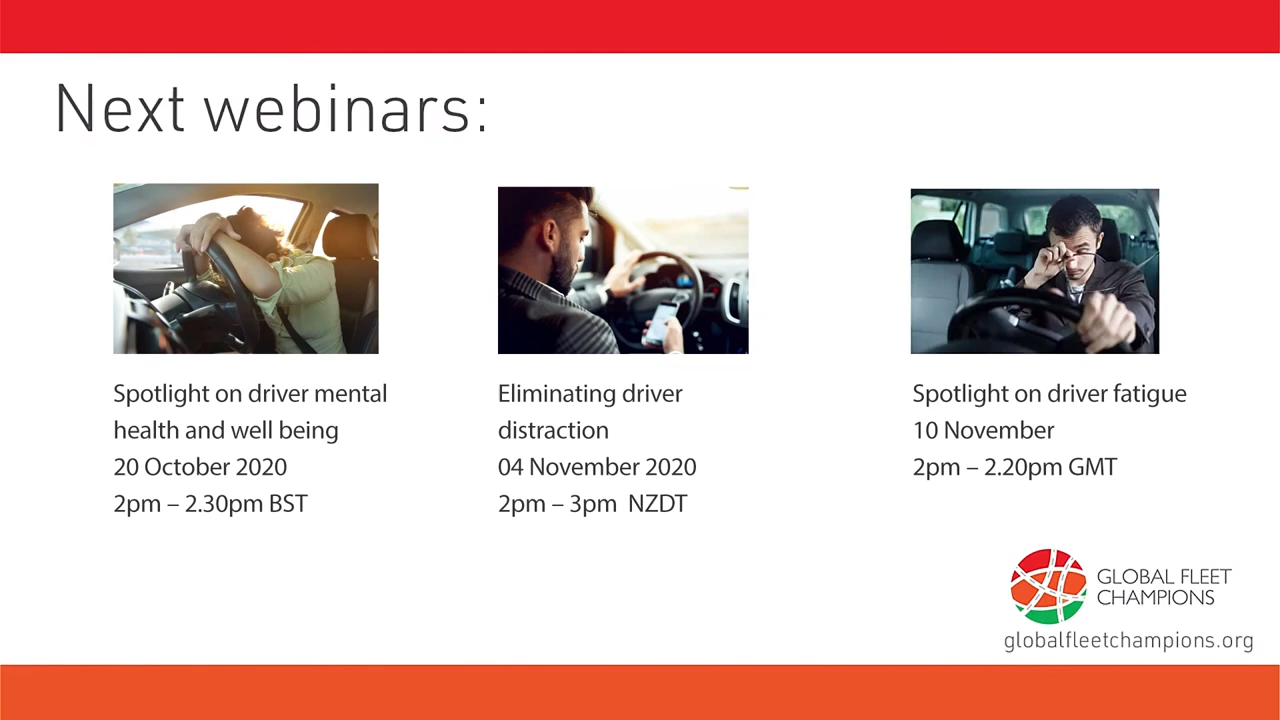 Next webinars:
Spotlight on driver mental
health and well being
20 October 2020
2pm – 2.30pm BST
Eliminating driver
distraction
04 November 2020
2pm – 3pm  NZDT
Spotlight on driver fatigue
10 November
2pm – 2.20pm GMT
GLOBAL FLEET
CHAMPIONS
globalfleetchampions.org